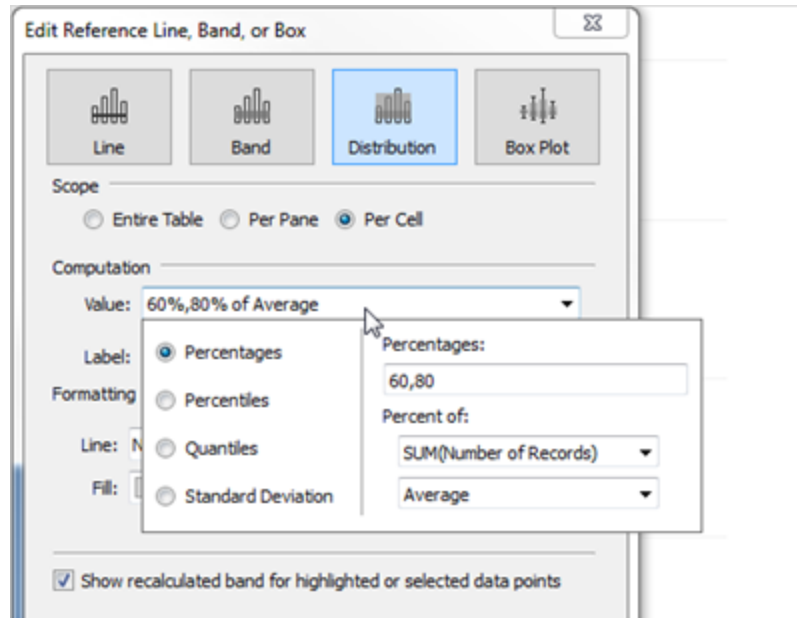 Edit Reference Line, Band, or Box
Line Band Distribution Box Plot
Scope
Entire Table Per Pane Per Cell
Computation
Value: 60%,80% of Average
Label: Percentages Percentages:
60,80
Formatting Percentiles Percent of:
Line: N Quantiles SUM(Number of Records)
Fill: Standard Deviation Average
Show recalculated band for highlighted or selected data points